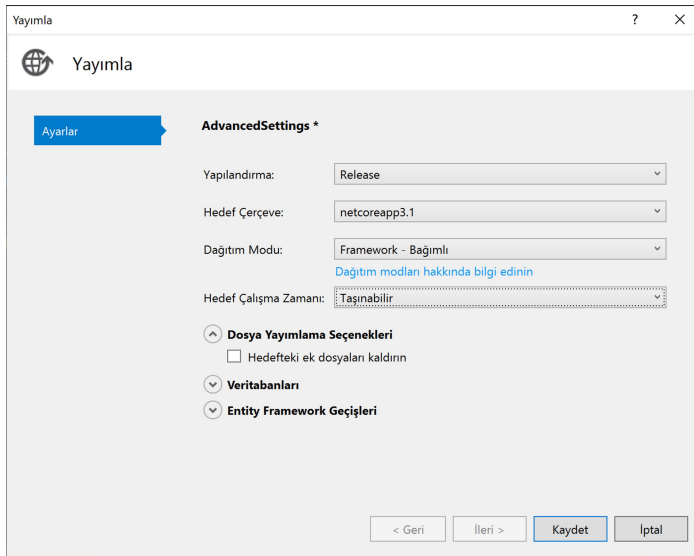 Yayımla
?
Yayımla
Ayarlar
AdvancedSettings *
Yapılandırma: Release
Hedef Çerçeve: netcoreapp3.1
Dağıtım Modu: Framework - Bağımlı
Dağıtım modları hakkında bilgi edinin
Hedef Çalışma Zamanı: Taşınabilir
Dosya Yayımlama Seçenekleri
Hedefteki ek dosyaları kaldırın
Veritabanları
Entity Framework Geçişleri
< Geri İleri > Kaydet İptal